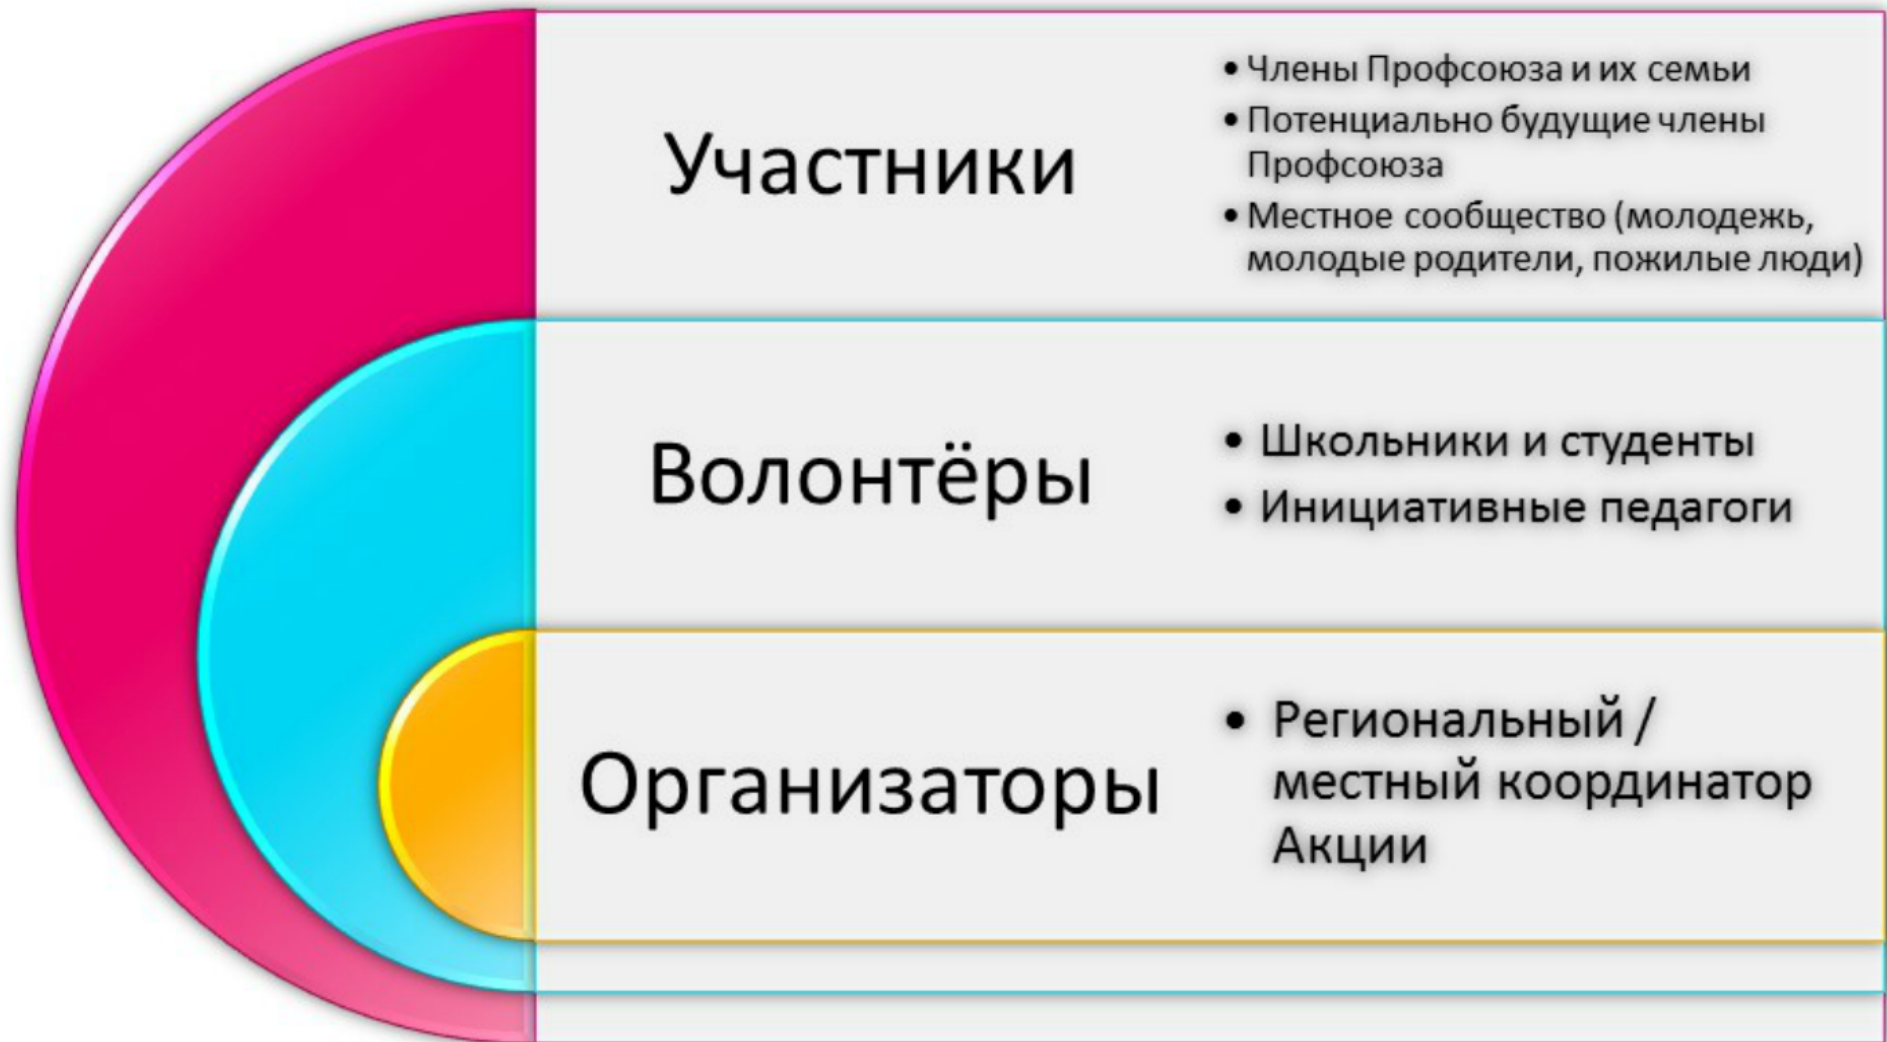 Участники
• Члены Профсоюза и их семьи
• Потенциально будущие члены
Профсоюза
• Местное сообщество (молодежь,
молодые родители, пожилые люди)
Волонтёры
• Школьники и студенты
• Инициативные педагоги
Организаторы
• Региональный /
местный координатор
Акции